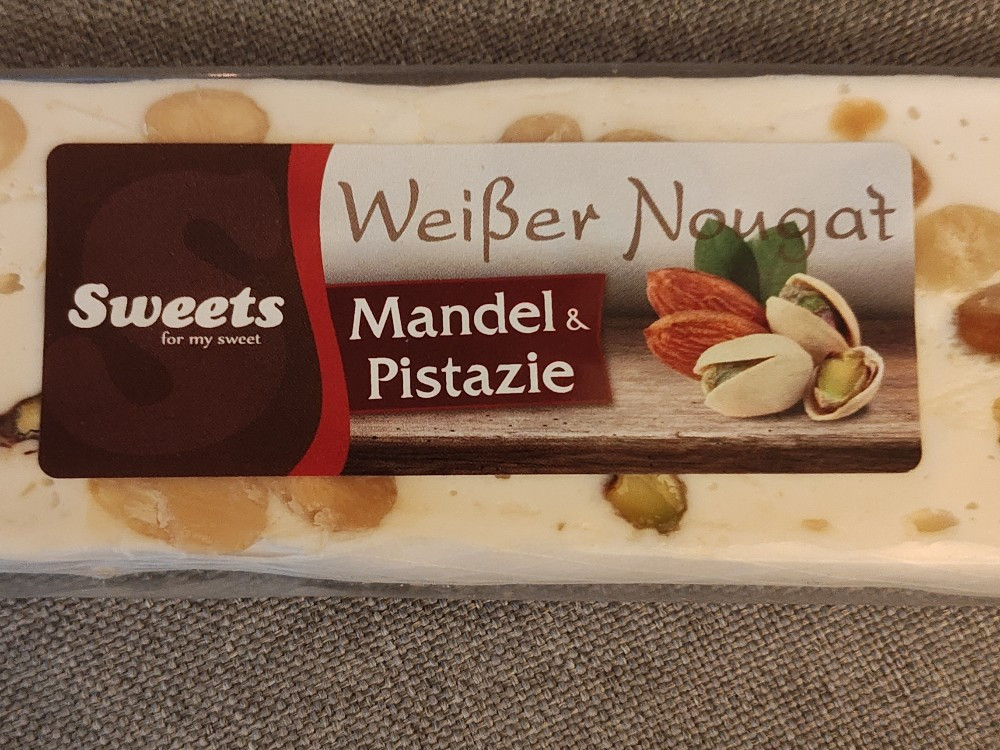 Weißer Nougat
Sweets
for my sweet
Mandel &
Pistazie